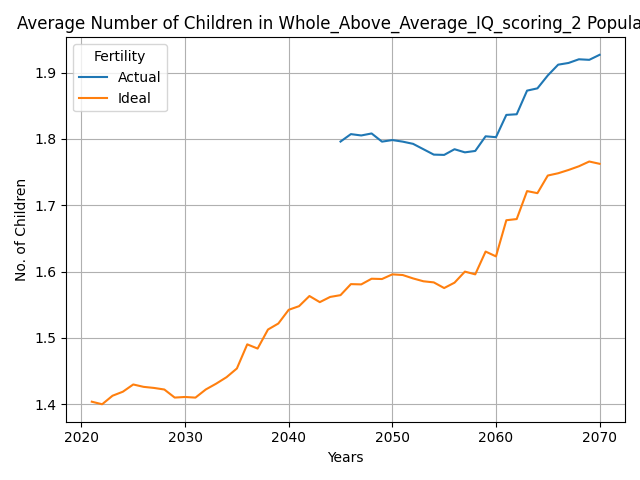 Average Number of Children in Whole_Above_Average_IQ_scoring_2 Popula
Fertility
Actual
Ideal
No. of Children
1.9
1.8
1.7
1.6
1.5
1.4
2020 2030 2040 2050 2060 2070
Years